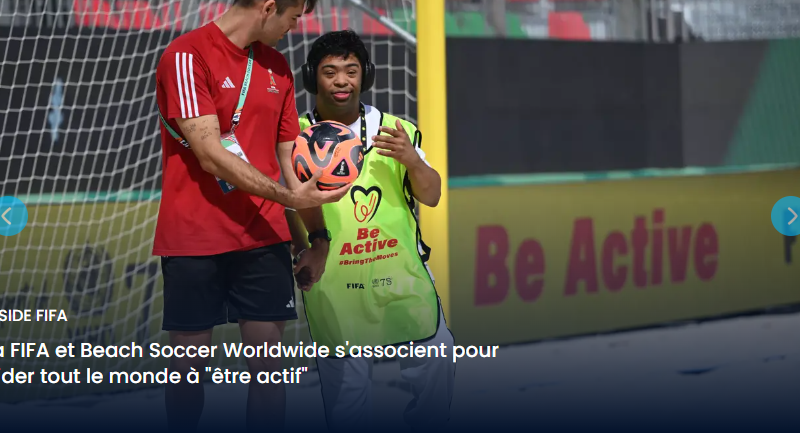 Be
Active
#BringTheMoves
FIFA
Be Active
SIDE FIFA
a FIFA et Beach Soccer Worldwide s'associent pour
ider tout le monde à "être actif"